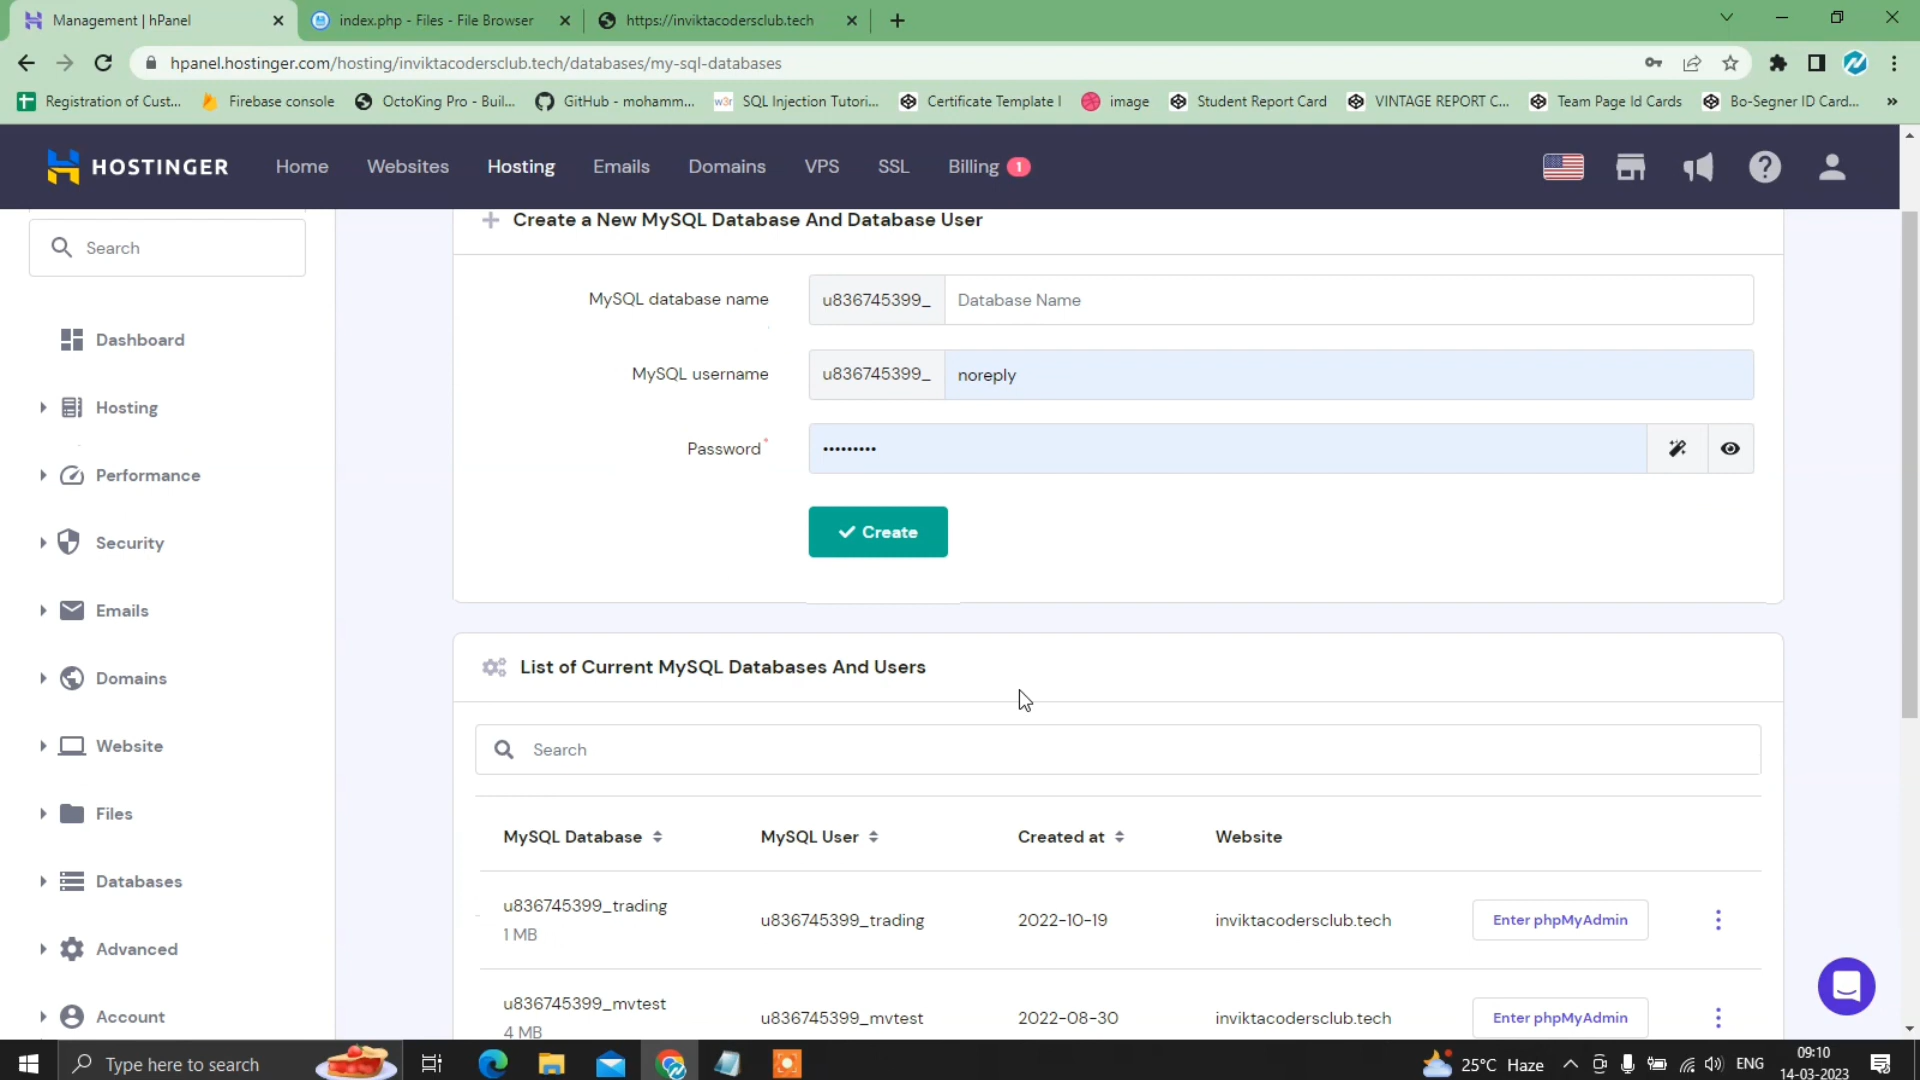 Management | hPanel
index.php - Files - File Browser
https://inviktacodersclub.tech
hpanel.hostinger.com/hosting/inviktacodersclub.tech/databases/my-sql-databases
Registration of Cust...
Firebase console
OctoKing Pro - Buil...
GitHub - mohamm...
w3r
SQL Injection Tutori...
Certificate Template I
image
Student Report Card
VINTAGE REPORT C...
Team Page Id Cards
Bo-Segner ID Card...
»
HOSTINGER
Home
Websites
Hosting
Emails
Domains
VPS
SSL
Billing 1
Search
Dashboard
Hosting
Performance
Security
Emails
Domains
Website
Files
Databases
Advanced
Account
Create a New MySQL Database And Database User
MySQL database name
u836745399_
Database Name
MySQL username
u836745399_
noreply
Password*
•••••••••
Create
List of Current MySQL Databases And Users
Search
MySQL Database
MySQL User
Created at
Website
u836745399_trading
1 MB
u836745399_trading
2022-10-19
inviktacodersclub.tech
Enter phpMyAdmin
u836745399_mvtest
4 MB
u836745399_mvtest
2022-08-30
inviktacodersclub.tech
Enter phpMyAdmin
Type here to search
25°C Haze
ENG
09:10
14-03-2023